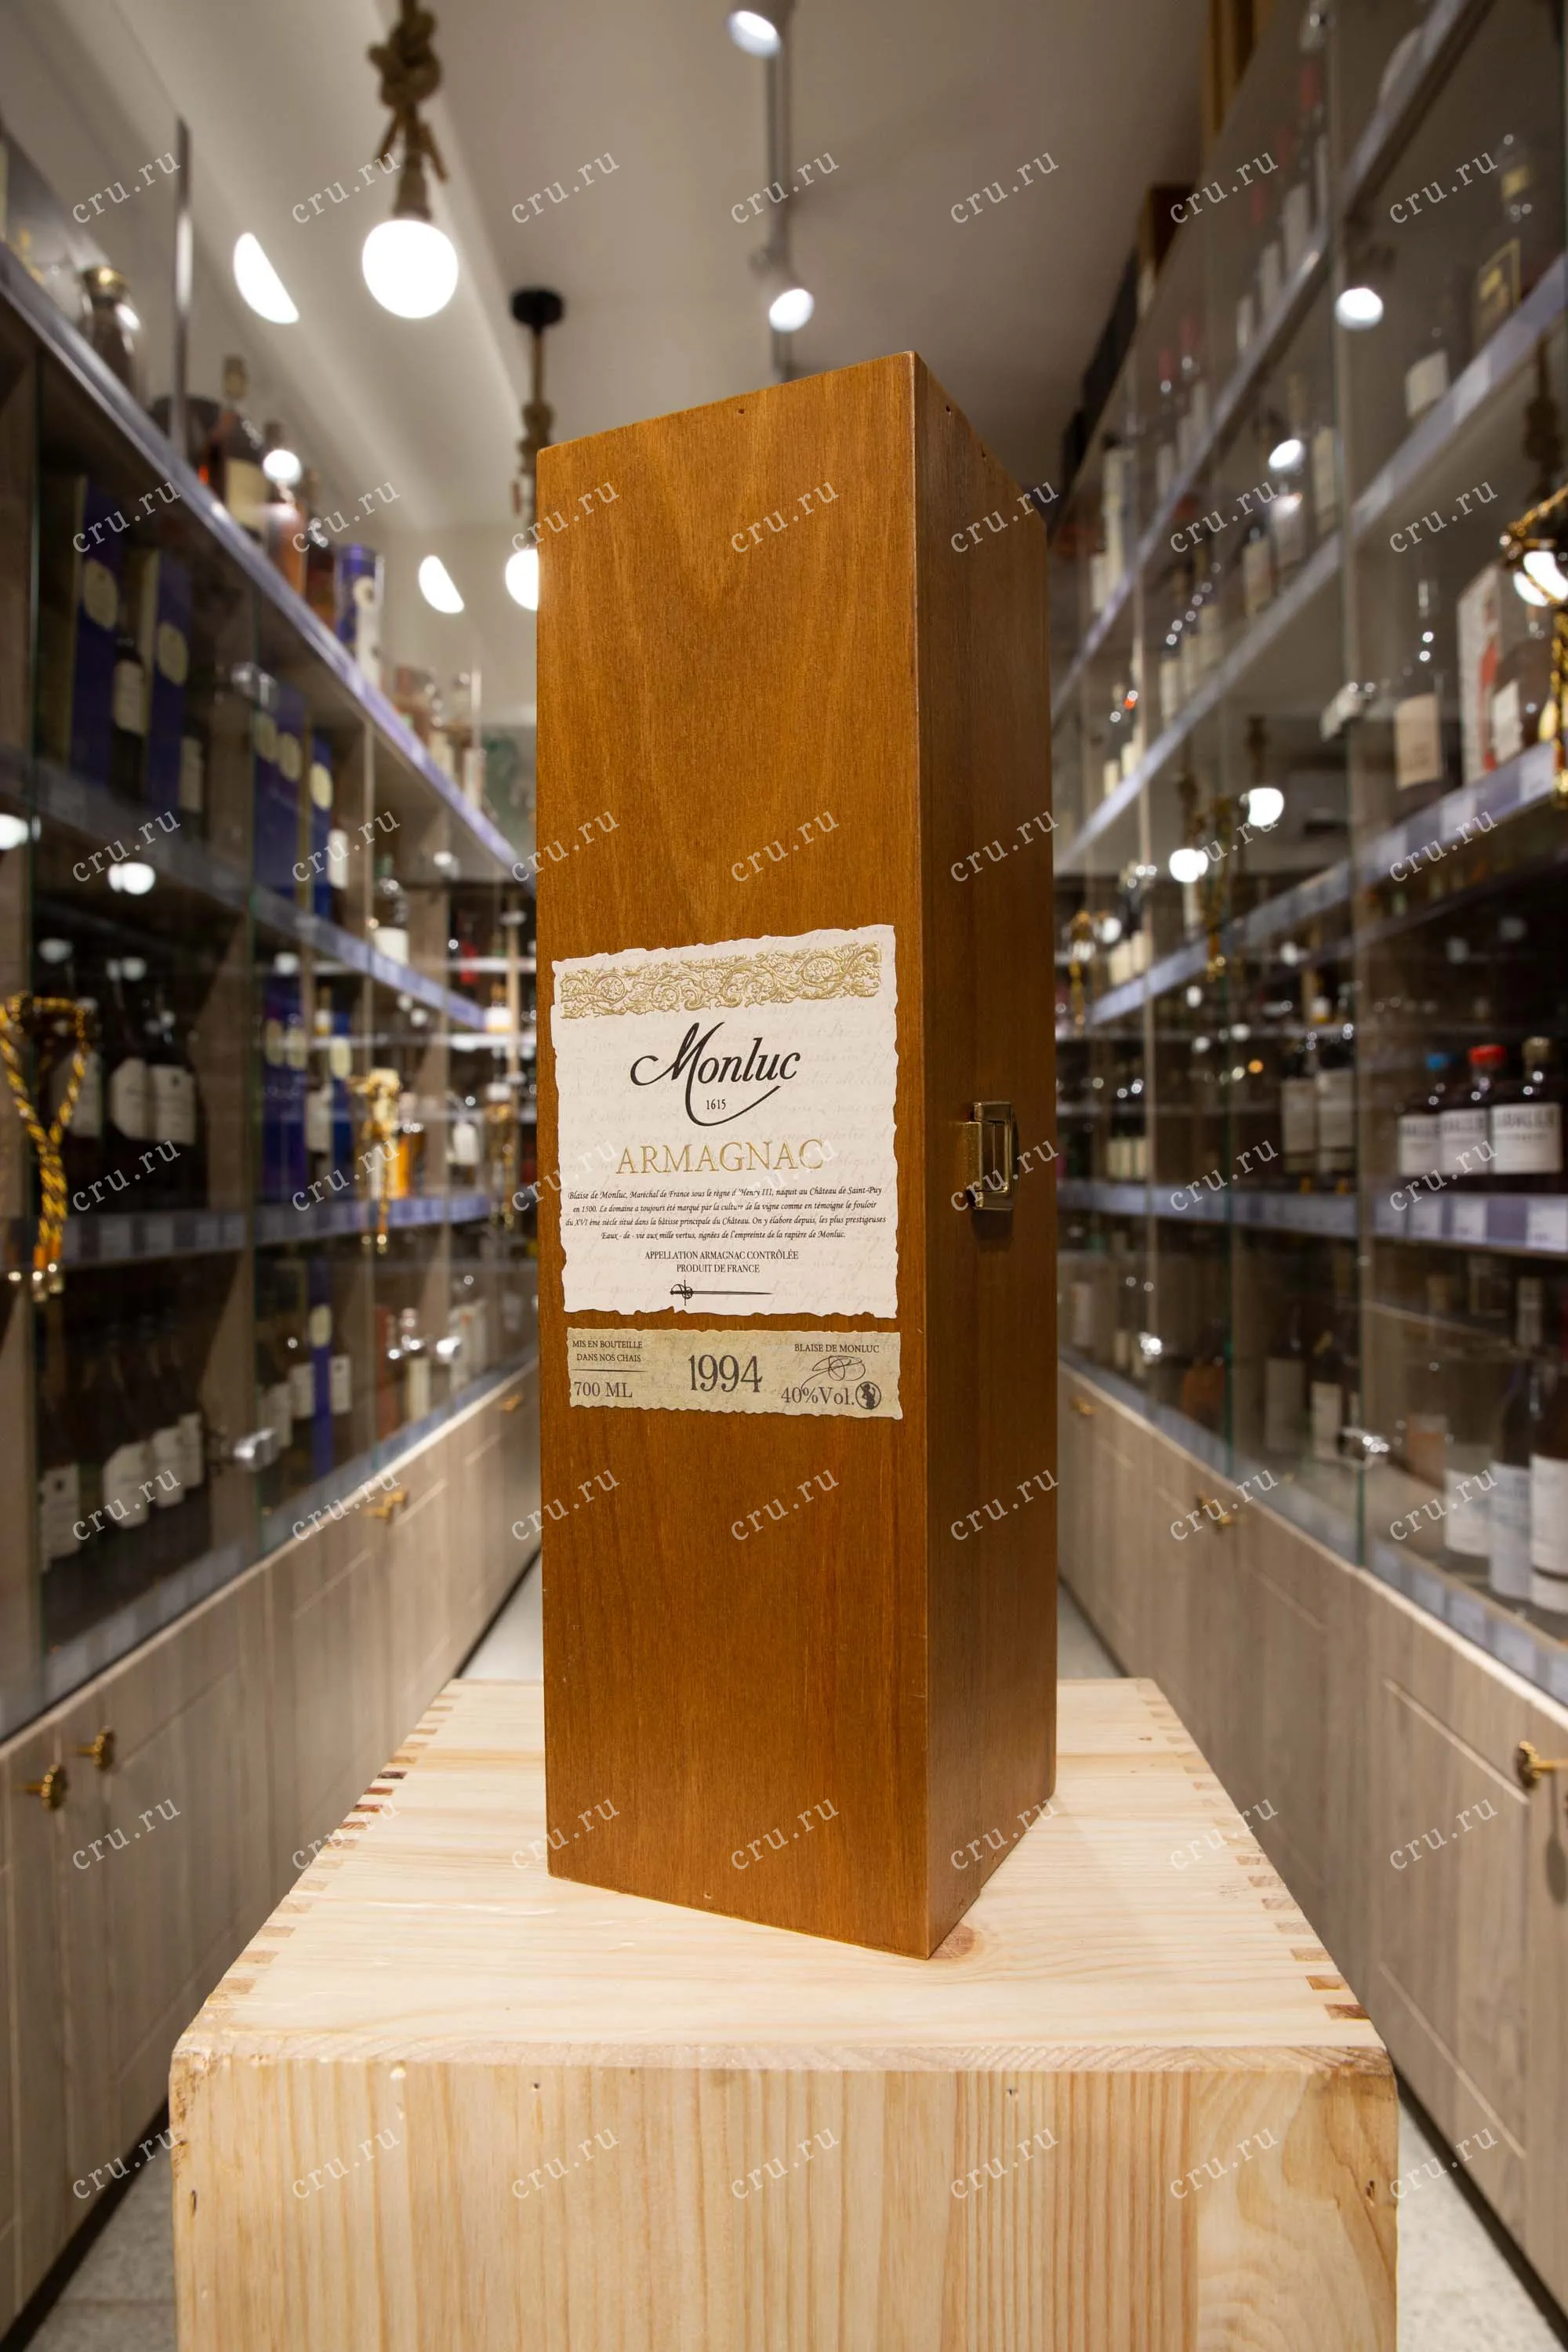 Monluc
1615
ARMAGNAC
Blaise de Monluc, Maréchal de France sous le règne d'Henry III, naquit au Château de Saint-Puy
en 1500. Le domaine a toujours été marqué par la culture de la vigne comme en témoigne le fouloir
du XVI ème siècle situé dans la bâtisse principale du Château. On y élabore depuis, les plus prestigieuses
Eaux - de - vie aux mille vertus, signées de l'empreinte de la rapière de Monluc.
APPELLATION ARMAGNAC CONTRÔLÉE
PRODUIT DE FRANCE
MIS EN BOUTEILLE
DANS NOS CHAIS
700 ML
1994
BLAISE DE MONLUC
40%Vol.
cru.ru